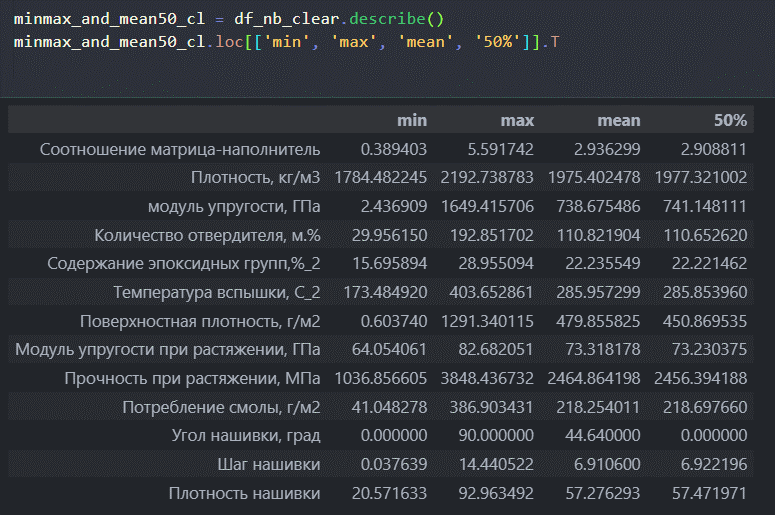 minmax_and_mean50_cl = df_nb_clear.describe()
minmax_and_mean50_cl.loc[['min', 'max', 'mean', '50%']].T
min max mean 50%
Соотношение матрица-наполнитель 0.389403 5.591742 2.936299 2.908811
Плотность, кг/м3 1784.482245 2192.738783 1975.402478 1977.321002
модуль упругости, ГПа 2.436909 1649.415706 738.675486 741.148111
Количество отвердителя, м.% 29.956150 192.851702 110.821904 110.652620
Содержание эпоксидных групп,%_2 15.695894 28.955094 22.235549 22.221462
Температура вспышки, С_2 173.484920 403.652861 285.957299 285.853960
Поверхностная плотность, г/м2 0.603740 1291.340115 479.855825 450.869535
Модуль упругости при растяжении, ГПа 64.054061 82.682051 73.318178 73.230375
Прочность при растяжении, МПа 1036.856605 3848.436732 2464.864198 2456.394188
Потребление смолы, г/м2 41.048278 386.903431 218.254011 218.697660
Угол нашивки, град 0.000000 90.000000 44.640000 0.000000
Шаг нашивки 0.037639 14.440522 6.910600 6.922196
Плотность нашивки 20.571633 92.963492 57.276293 57.471971